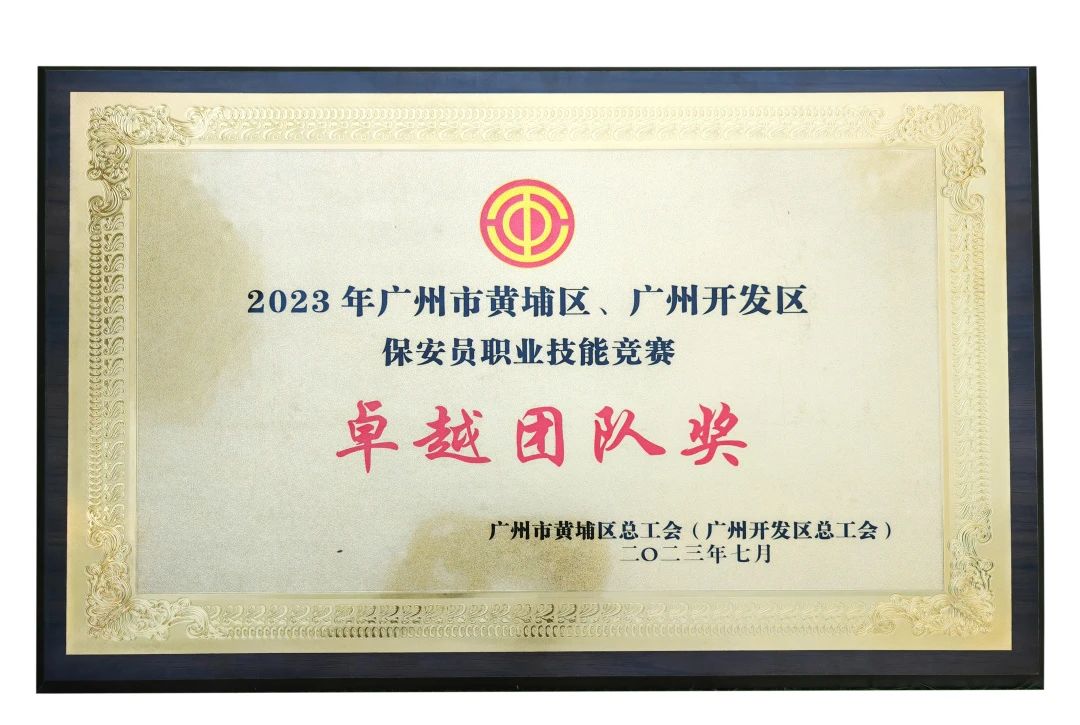 2023年广州市黄埔区、广州开发区
保安员职业技能竞赛
卓越团队奖
广州市黄埔区总工会（广州开发区总工会）
二〇二三年七月